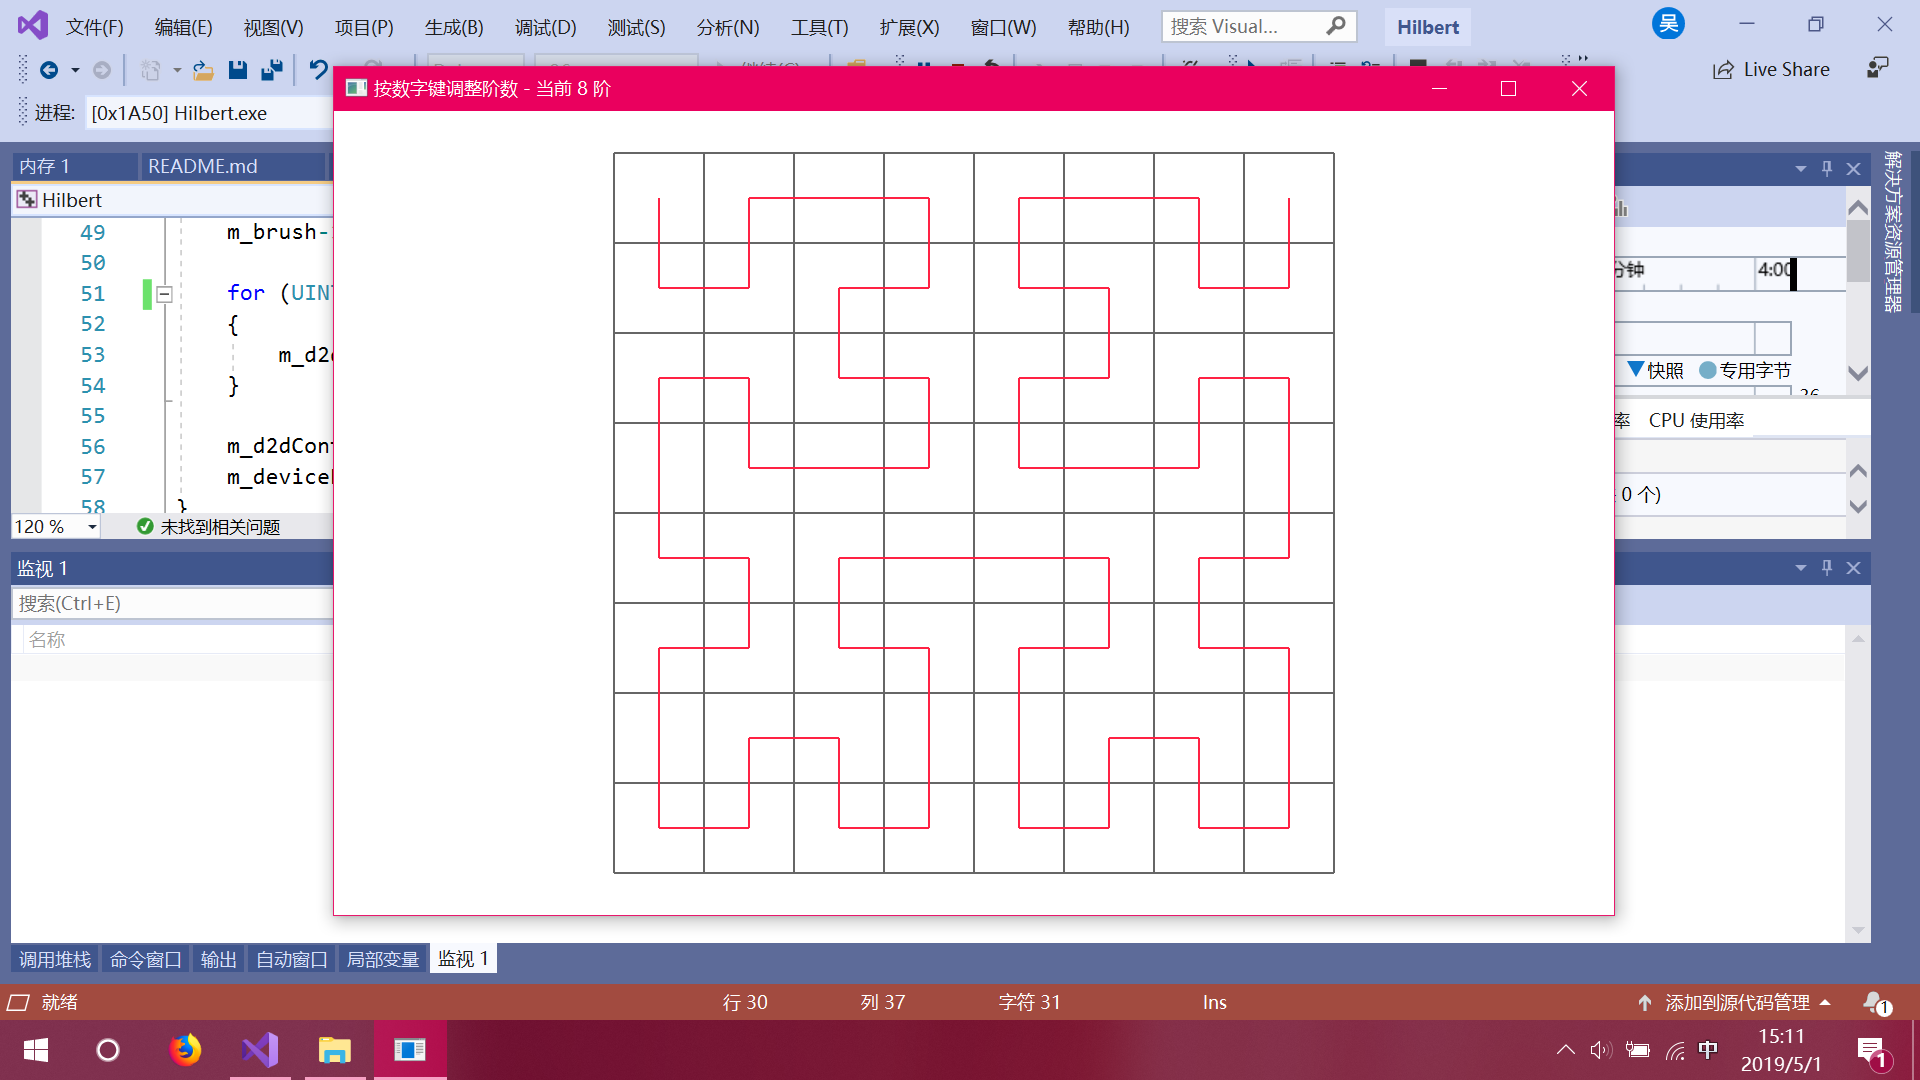 文件(F) 编辑(E) 视图(V) 项目(P) 生成(B) 调试(D) 测试(S) 分析(N) 工具(T) 扩展(X) 窗口(W) 帮助(H) 搜索 Visual... Hilbert 吴
Live Share
按数字键调整阶数 - 当前 8 阶
进程: [0x1A50] Hilbert.exe
内存 1 README.md
解决方案资源管理器
Hilbert
49 m_brush-
50
51 for (UIN
52 {
53 m_d2
54 }
55
56 m_d2dCon
57 m_device
58 }
分钟 4:00
快照 专用字节
率 CPU 使用率
0 个)
120 % 未找到相关问题
监视 1
搜索(Ctrl+E)
名称
调用堆栈 命令窗口 输出 自动窗口 局部变量 监视 1
就绪 行 30 列 37 字符 31 Ins 添加到源代码管理 1
中 15:11
2019/5/1 1